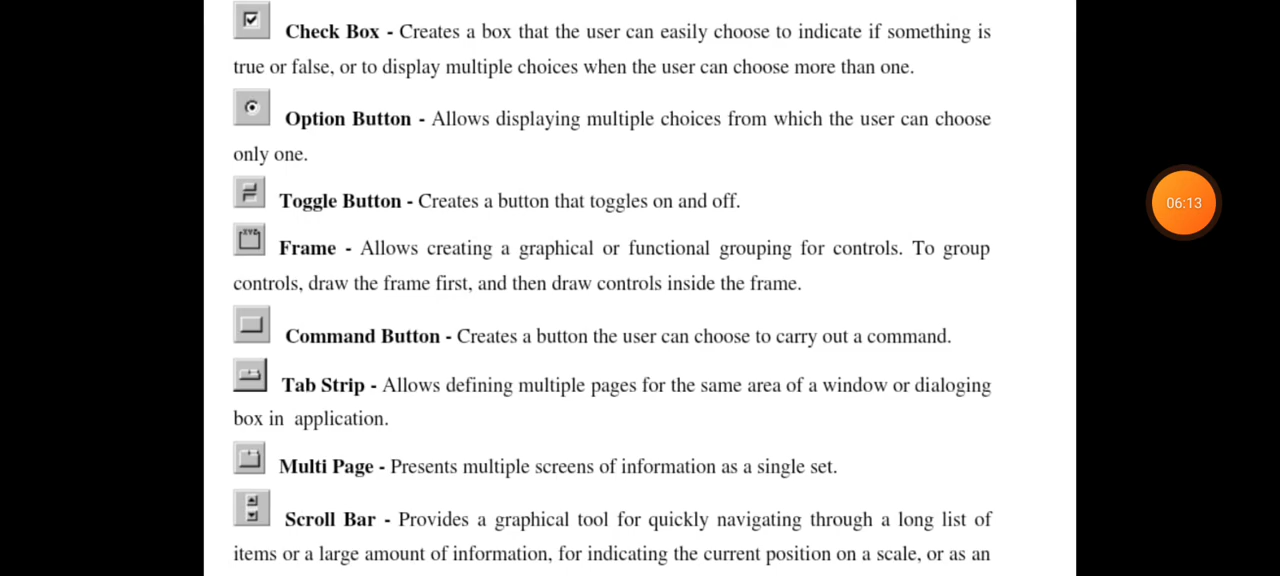 Check Box - Creates a box that the user can easily choose to indicate if something is
true or false, or to display multiple choices when the user can choose more than one.
Option Button - Allows displaying multiple choices from which the user can choose
only one.
Toggle Button - Creates a button that toggles on and off.
XYZ
Frame - Allows creating a graphical or functional grouping for controls. To group
controls, draw the frame first, and then draw controls inside the frame.
Command Button - Creates a button the user can choose to carry out a command.
Tab Strip - Allows defining multiple pages for the same area of a window or dialoging
box in application.
Multi Page - Presents multiple screens of information as a single set.
Scroll Bar - Provides a graphical tool for quickly navigating through a long list of
items or a large amount of information, for indicating the current position on a scale, or as an
06:13